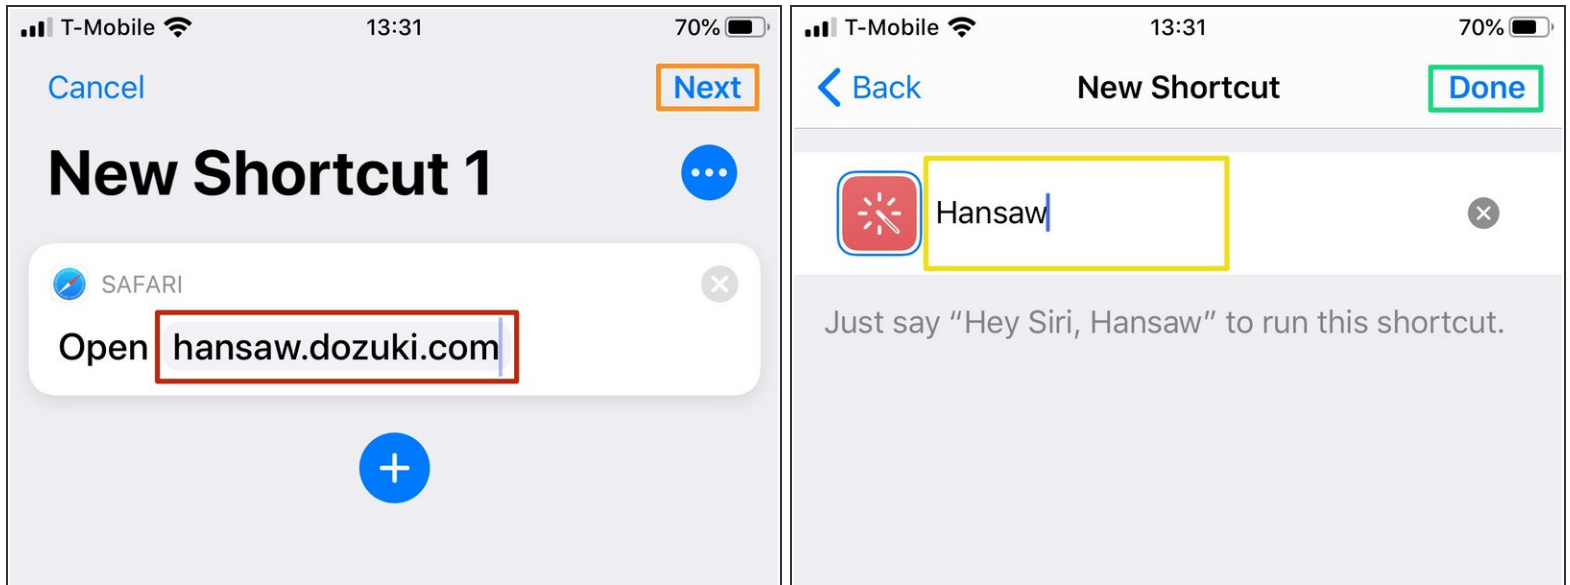 T-Mobile 13:31 70%
Cancel Next
New Shortcut 1
SAFARI
Open hansaw.dozuki.com
T-Mobile 13:31 70%
Back New Shortcut Done
Hansaw
Just say “Hey Siri, Hansaw” to run this shortcut.